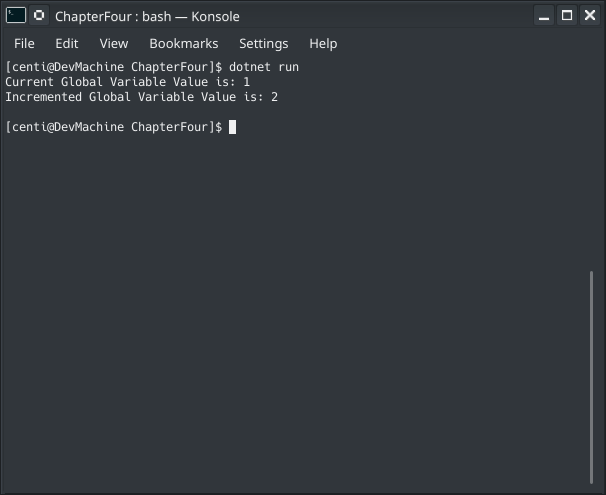 ChapterFour : bash — Konsole
File Edit View Bookmarks Settings Help
[centi@DevMachine ChapterFour]$ dotnet run
Current Global Variable Value is: 1
Incremented Global Variable Value is: 2
[centi@DevMachine ChapterFour]$